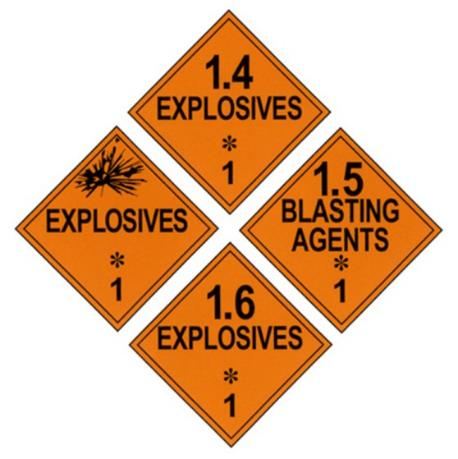 1.4
EXPLOSIVES
*
1
EXPLOSIVES
*
1
1.5
BLASTING
AGENTS
*
1
1.6
EXPLOSIVES
*
1